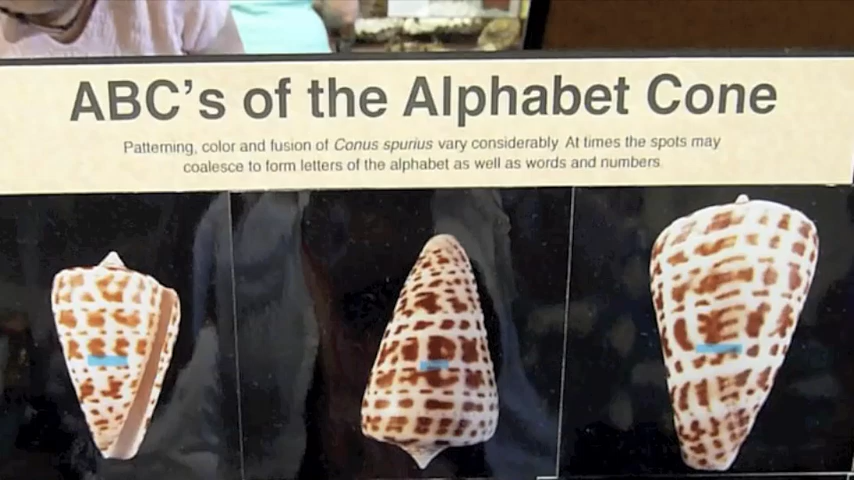 ABC's of the Alphabet Cone
Patterning, color and fusion of Conus spurius vary considerably At times the spots may
coalesce to form letters of the alphabet as well as words and numbers